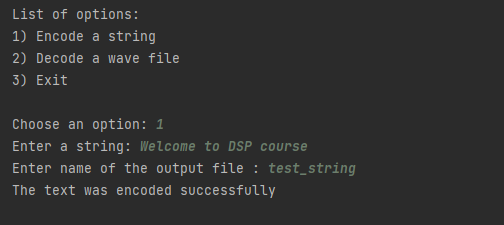 List of options:
1) Encode a string
2) Decode a wave file
3) Exit
Choose an option: 1
Enter a string: Welcome to DSP course
Enter name of the output file : test_string
The text was encoded successfully